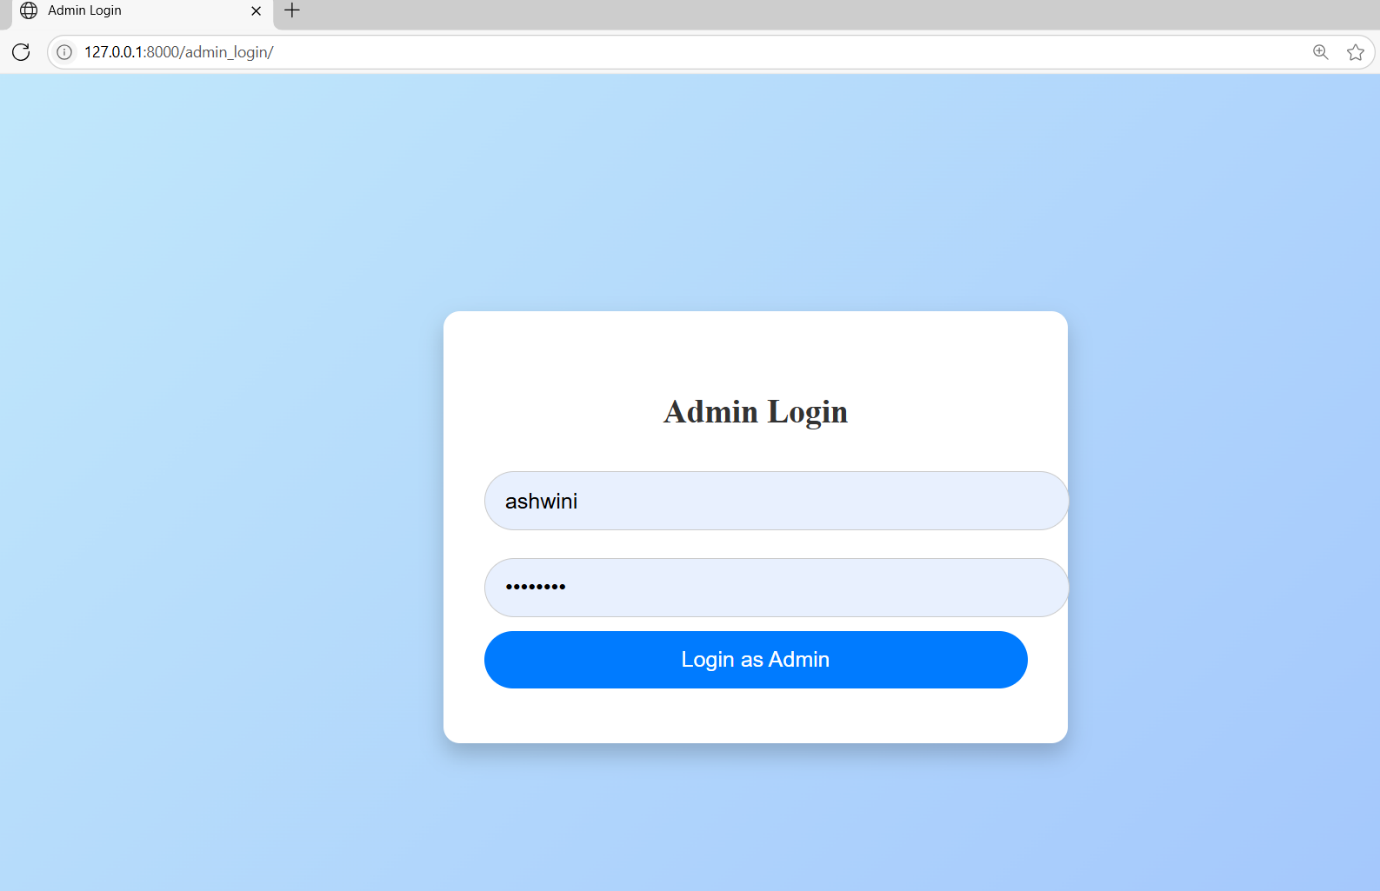 Admin Login
127.0.0.1:8000/admin_login/
Admin Login
ashwini
••••••••
Login as Admin